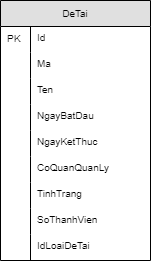 DeTai
PK Id
Ma
Ten
NgayBatDau
NgayKetThuc
CoQuanQuanLy
TinhTrang
SoThanhVien
IdLoaiDeTai